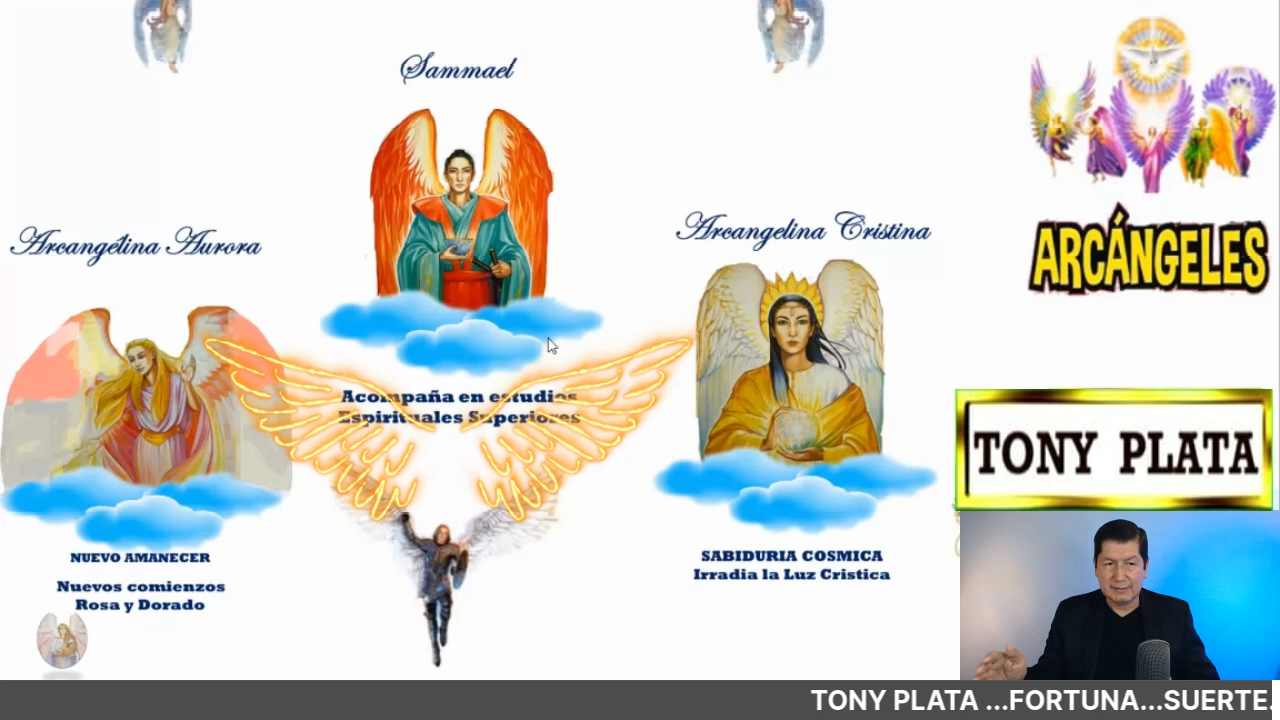 Sammael
Arcangélina Aurora
Arcangelina Cristina
ARCÁNGELES
Acompaña en estudios
Espirituales Superiores
TONY PLATA
NUEVO AMANECER
Nuevos comienzos
Rosa y Dorado
SABIDURIA COSMICA
Irradia la Luz Cristica
TONY PLATA ...FORTUNA...SUERTE.